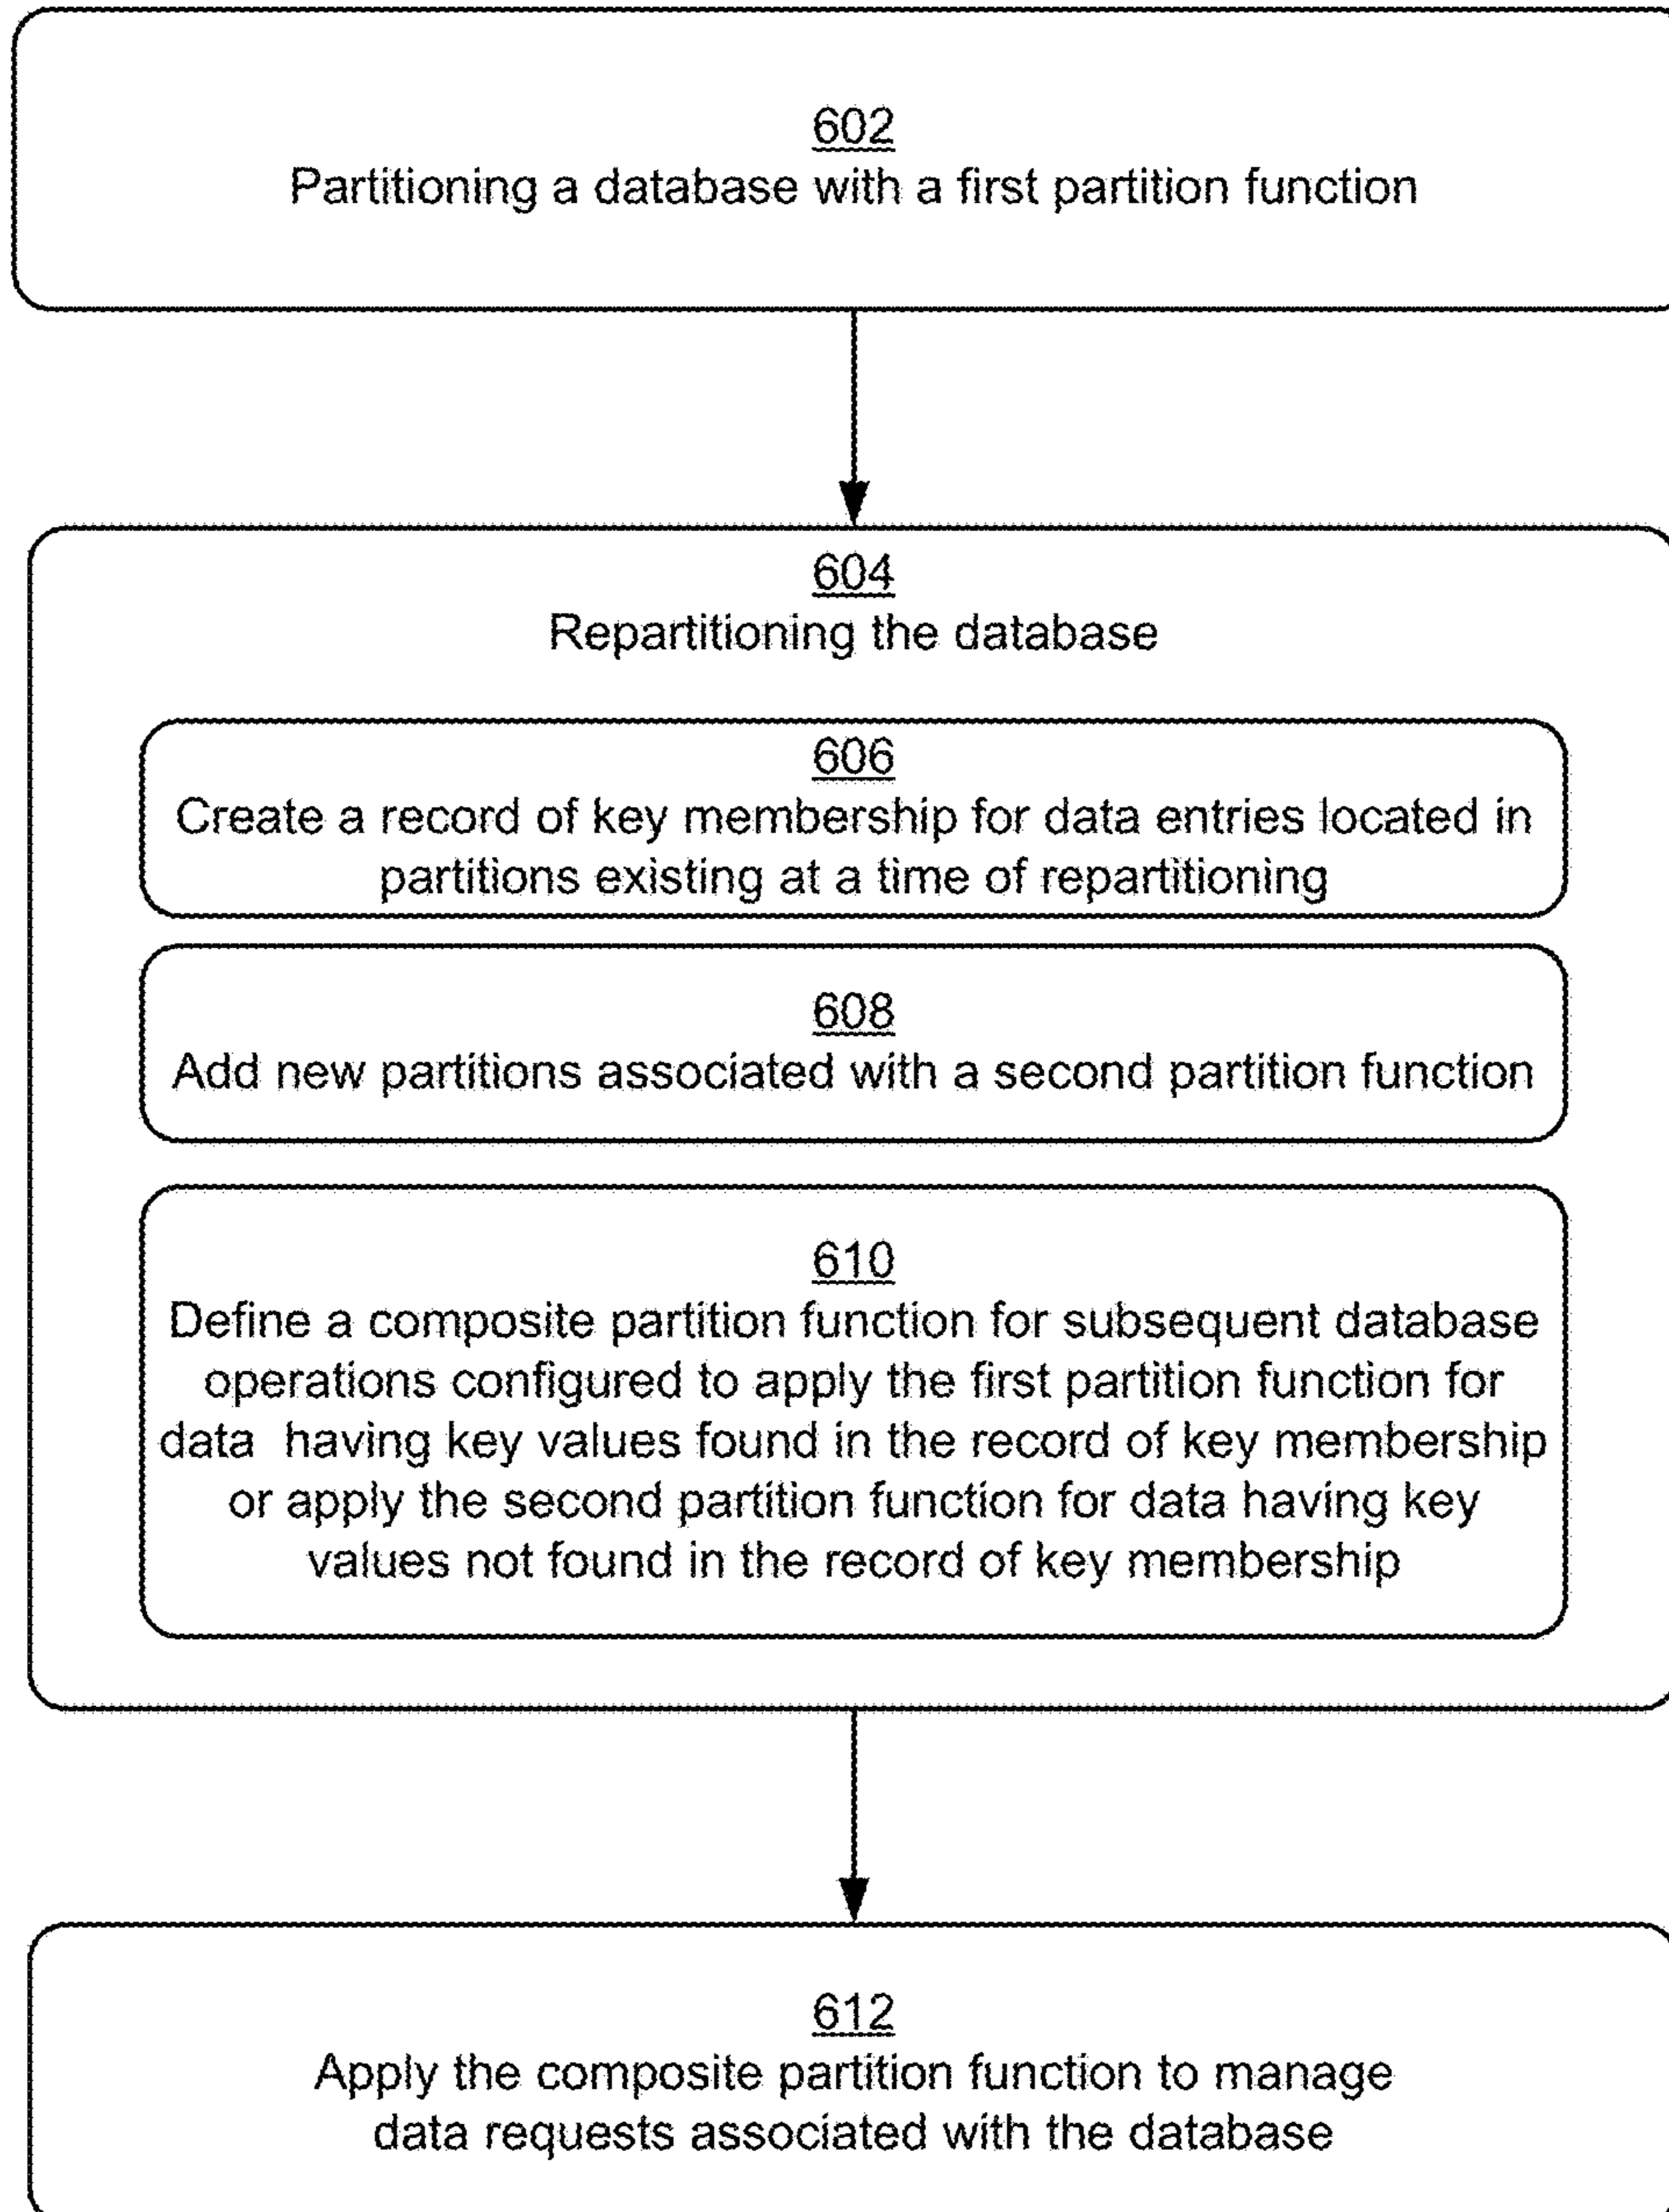 602
Partitioning a database with a first partition function
604
Repartitioning the database
606
Create a record of key membership for data entries located in
partitions existing at a time of repartitioning
608
Add new partitions associated with a second partition function
610
Define a composite partition function for subsequent database
operations configured to apply the first partition function for
data having key values found in the record of key membership
or apply the second partition function for data having key
values not found in the record of key membership
612
Apply the composite partition function to manage
data requests associated with the database